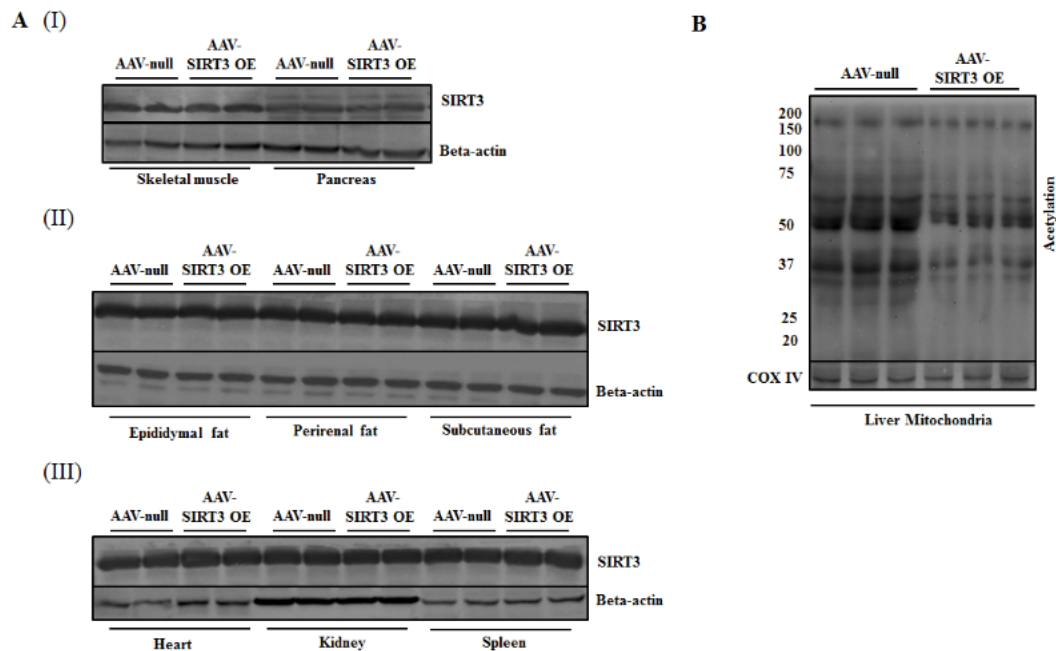 A (I)
AAV-null
AAV-
SIRT3 OE
AAV-null
AAV-
SIRT3 OE
SIRT3
Beta-actin
Skeletal muscle
Pancreas
(II)
AAV-null
AAV-
SIRT3 OE
AAV-null
AAV-
SIRT3 OE
AAV-null
AAV-
SIRT3 OE
SIRT3
Beta-actin
Epididymal fat
Perirenal fat
Subcutaneous fat
(III)
AAV-null
AAV-
SIRT3 OE
AAV-null
AAV-
SIRT3 OE
AAV-null
AAV-
SIRT3 OE
SIRT3
Beta-actin
Heart
Kidney
Spleen
B
AAV-null
AAV-
SIRT3 OE
200
150
100
75
50
37
25
20
Acetylation
COX IV
Liver Mitochondria